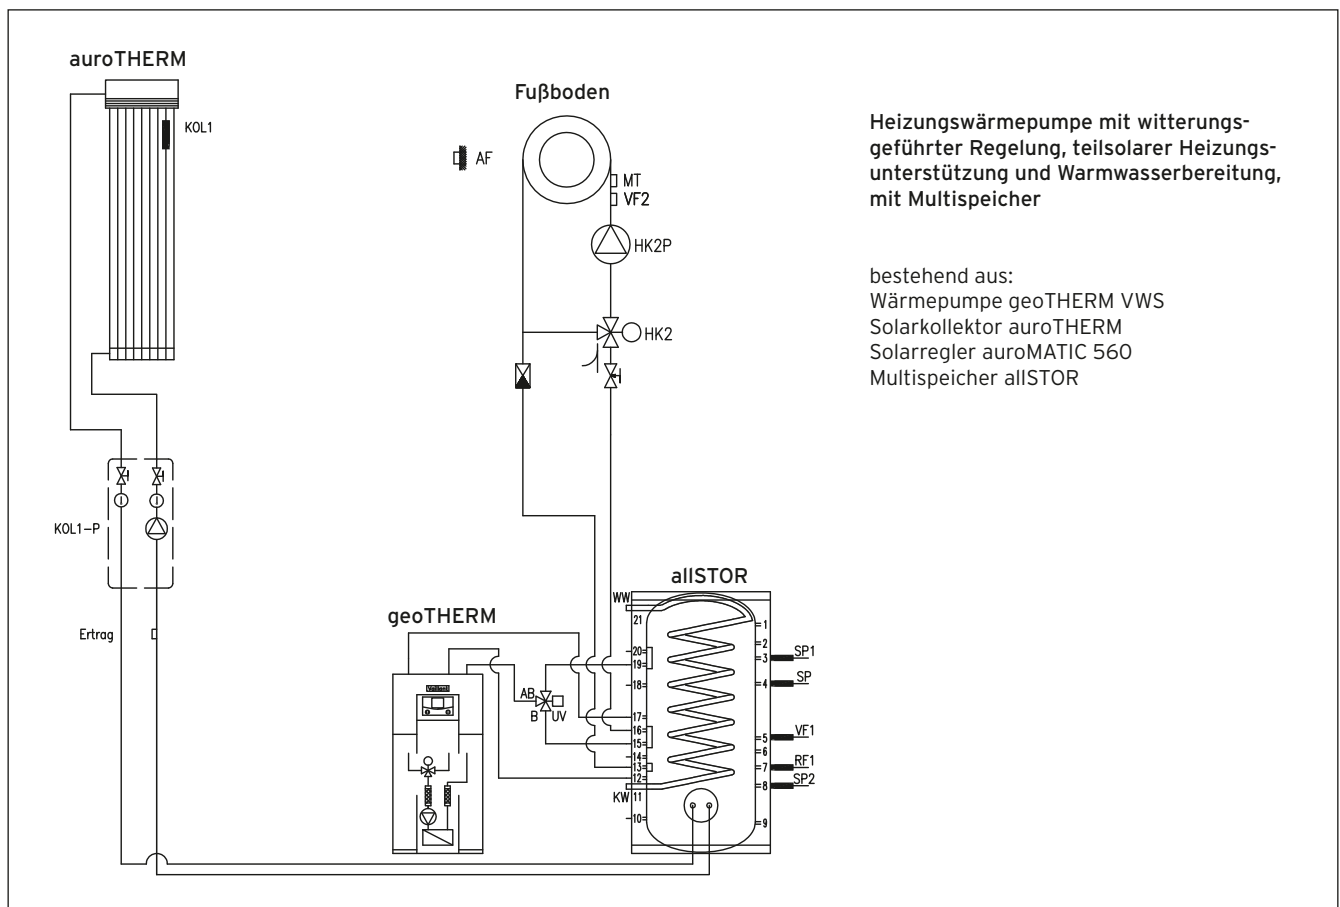 auroTHERM
KOL1
KOL1-P
Ertrag
Fußboden
AF
MT
VF2
HK2P
HK2
Heizungswärmepumpe mit witterungs-
geführter Regelung, teilsolarer Heizungs-
unterstützung und Warmwasserbereitung,
mit Multispeicher
bestehend aus:
Wärmepumpe geoTHERM VWS
Solarkollektor auroTHERM
Solarregler auroMATIC 560
Multispeicher allSTOR
geoTHERM
Vaillant
AB
B
UV
allSTOR
WW
21
20
19
18
17
16
15
14
13
12
KW
11
10
1
2
3
SP1
4
SP
5
VF1
6
7
RF1
8
SP2
9